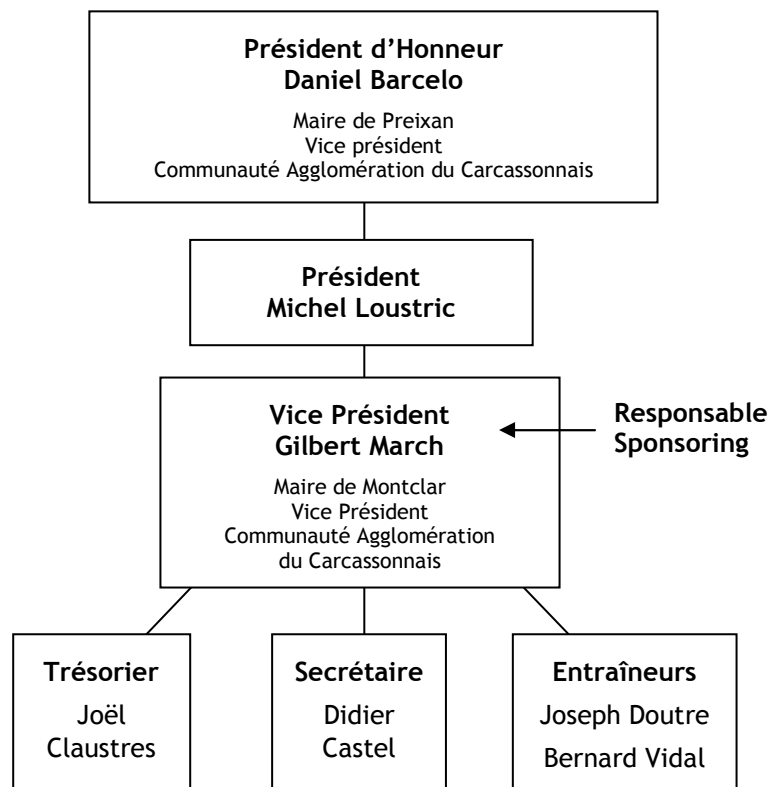 Président d’Honneur
Daniel Barcelo
Maire de Preixan
Vice président
Communauté Agglomération du Carcassonnais
Président
Michel Loustric
Vice Président
Gilbert March
Maire de Montclar
Vice Président
Communauté Agglomération
du Carcassonnais
Responsable
Sponsoring
Trésorier
Joël
Claustres
Secrétaire
Didier
Castel
Entraîneurs
Joseph Doutre
Bernard Vidal